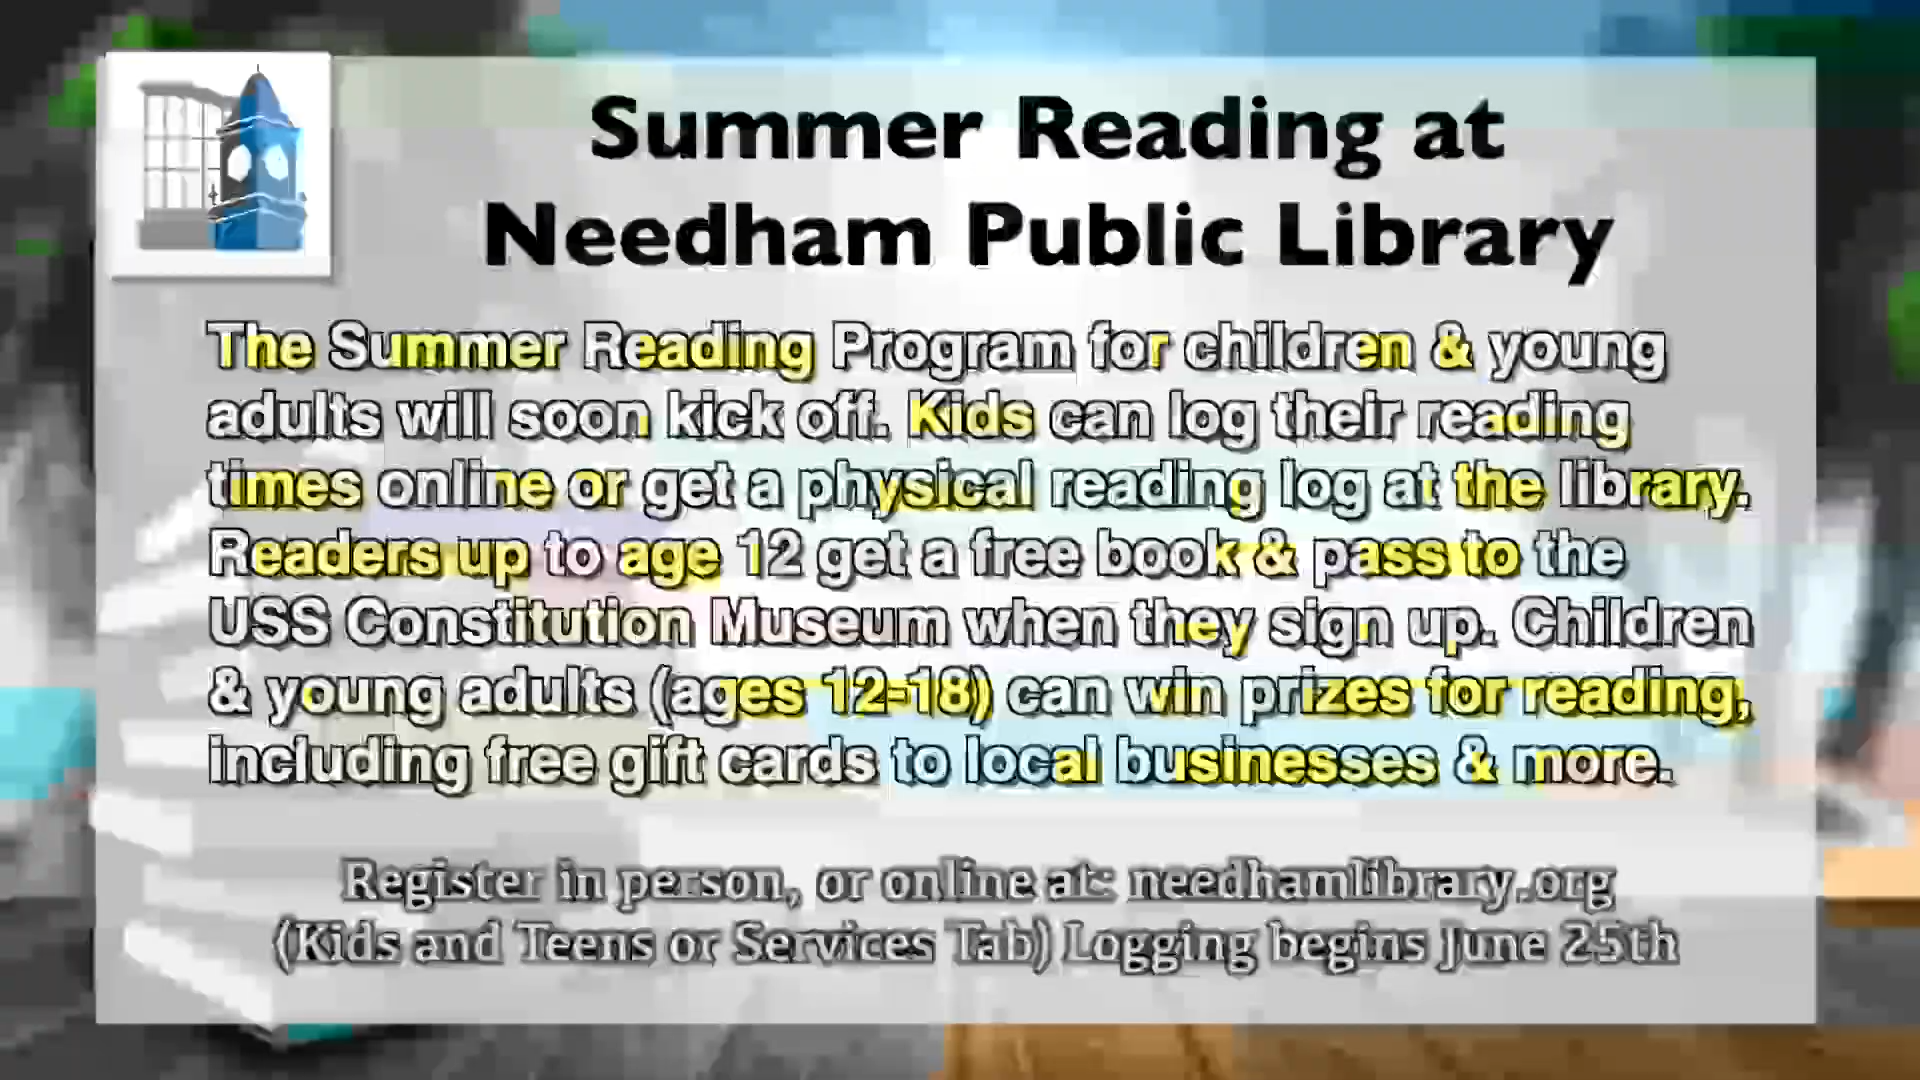 Summer Reading at
Needham Public Library
The Summer Reading Program for children & young
adults will soon kick off. Kids can log their reading
times online or get a physical reading log at the library.
Readers up to age 12 get a free book & pass to the
USS Constitution Museum when they sign up. Children
& young adults (ages 12-18) can win prizes for reading,
including free gift cards to local businesses & more.
Register in person, or online at: needhamlibrary.org
(Kids and Teens or Services Tab) Logging begins June 25th